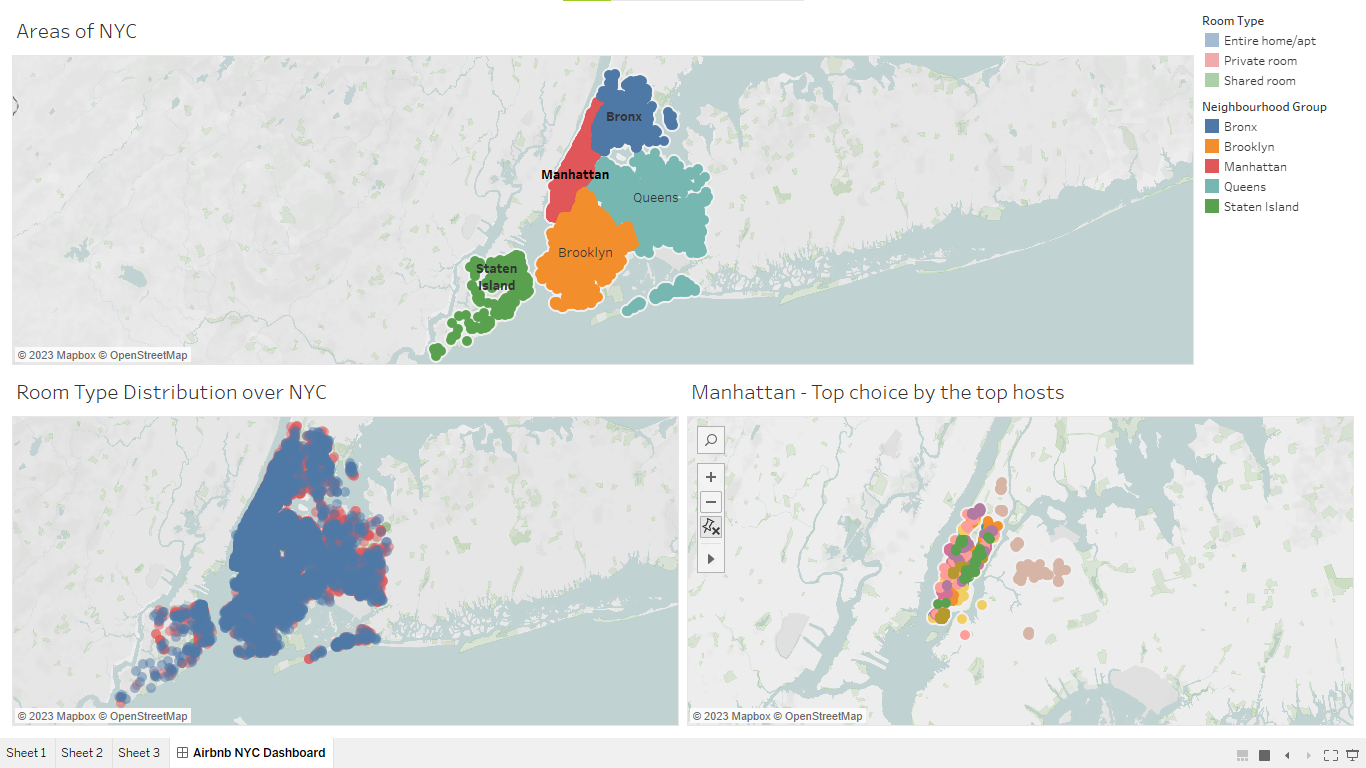 Areas of NYC
Room Type
Entire home/apt
Private room
Shared room
Neighbourhood Group
Bronx
Brooklyn
Manhattan
Queens
Staten Island
Bronx
Manhattan
Queens
Brooklyn
Staten
Island
© 2023 Mapbox © OpenStreetMap
Room Type Distribution over NYC
Manhattan - Top choice by the top hosts
© 2023 Mapbox © OpenStreetMap
© 2023 Mapbox © OpenStreetMap
Sheet 1
Sheet 2
Sheet 3
Airbnb NYC Dashboard